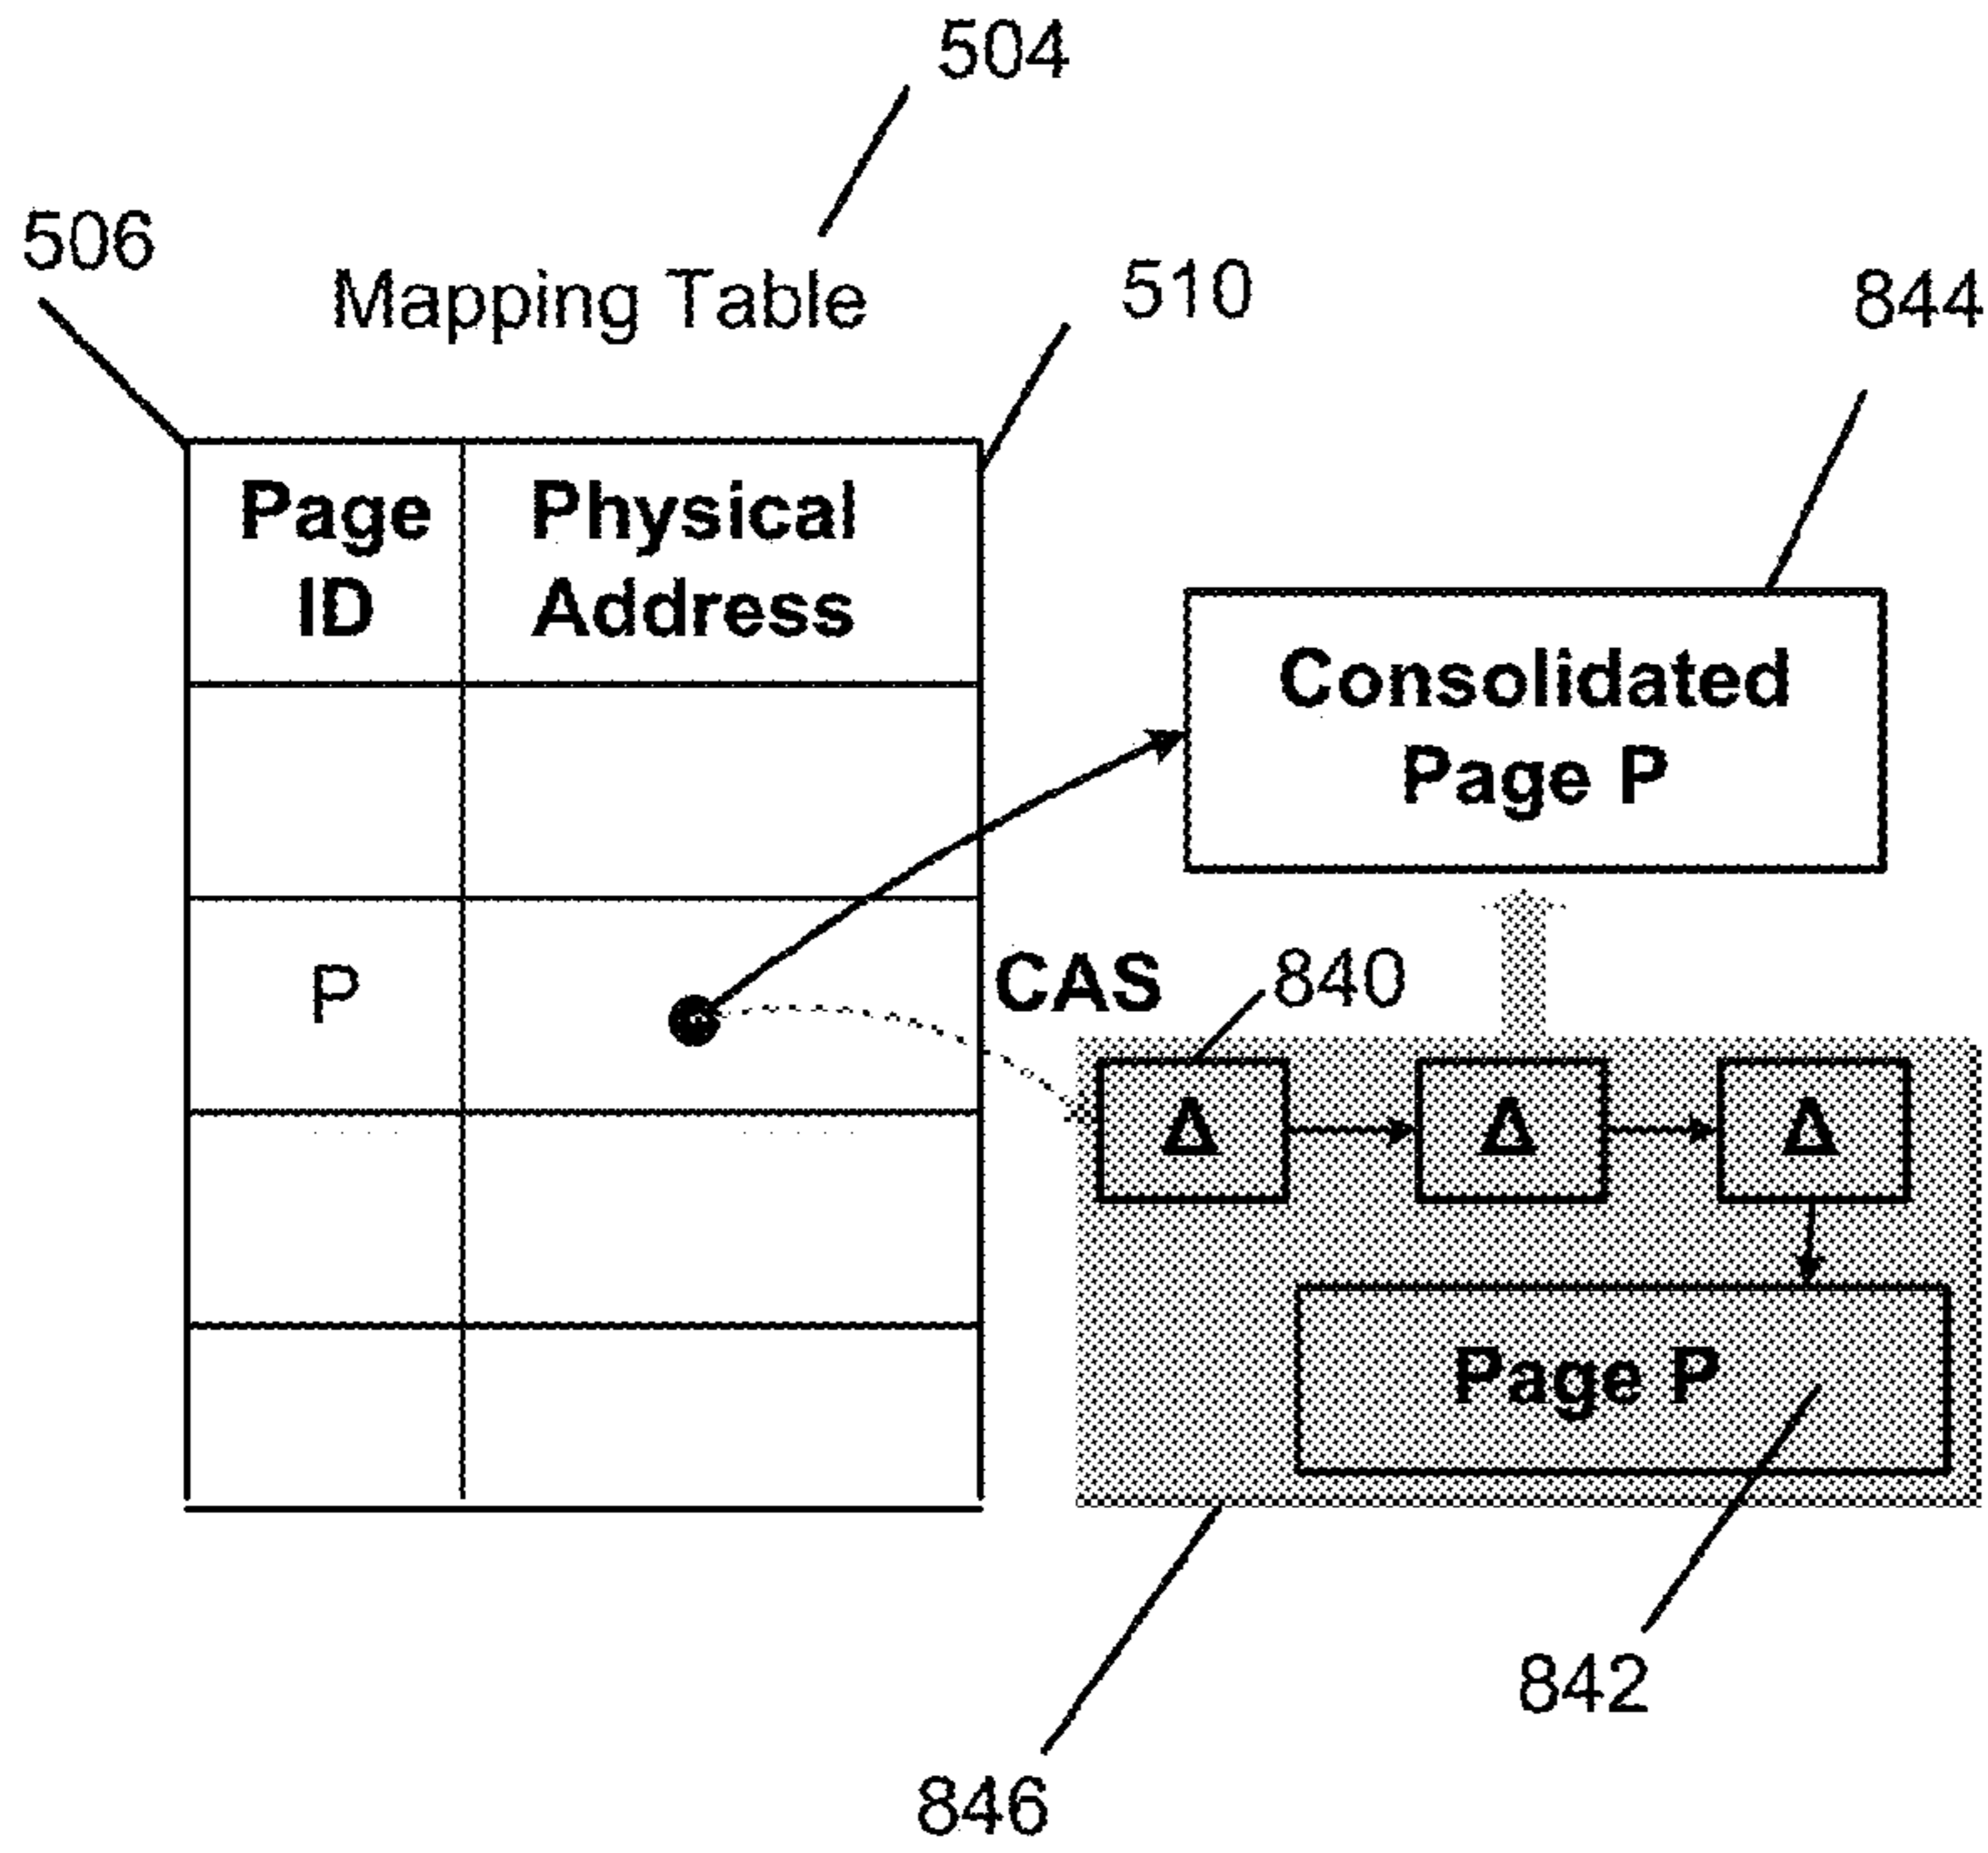 504
506
Mapping Table
510
844
Page
ID
Physical
Address
Consolidated
Page P
P
CAS
840
Δ
Δ
Δ
Page P
842
846